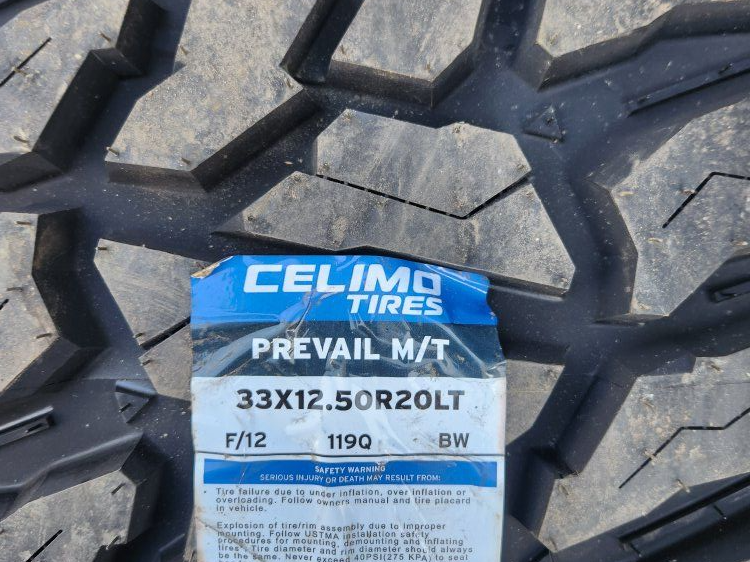 CELIMO
TIRES
PREVAIL M/T
33X12.50R20LT
F/12 119Q BW
SAFETY WARNING
SERIOUS INJURY OR DEATH MAY RESULT FROM:
• Tire failure due to under inflation, over inflation or
overloading. Follow owners manual and tire placard
in vehicle.
Explosion of tire/rim assembly due to improper
mounting. Follow USTMA installation safety
procedures for mounting, demounting and inflating
tires. Tire diameter and rim diameter should always
be the same. Never exceed 40PSI(275 KPA) to seal